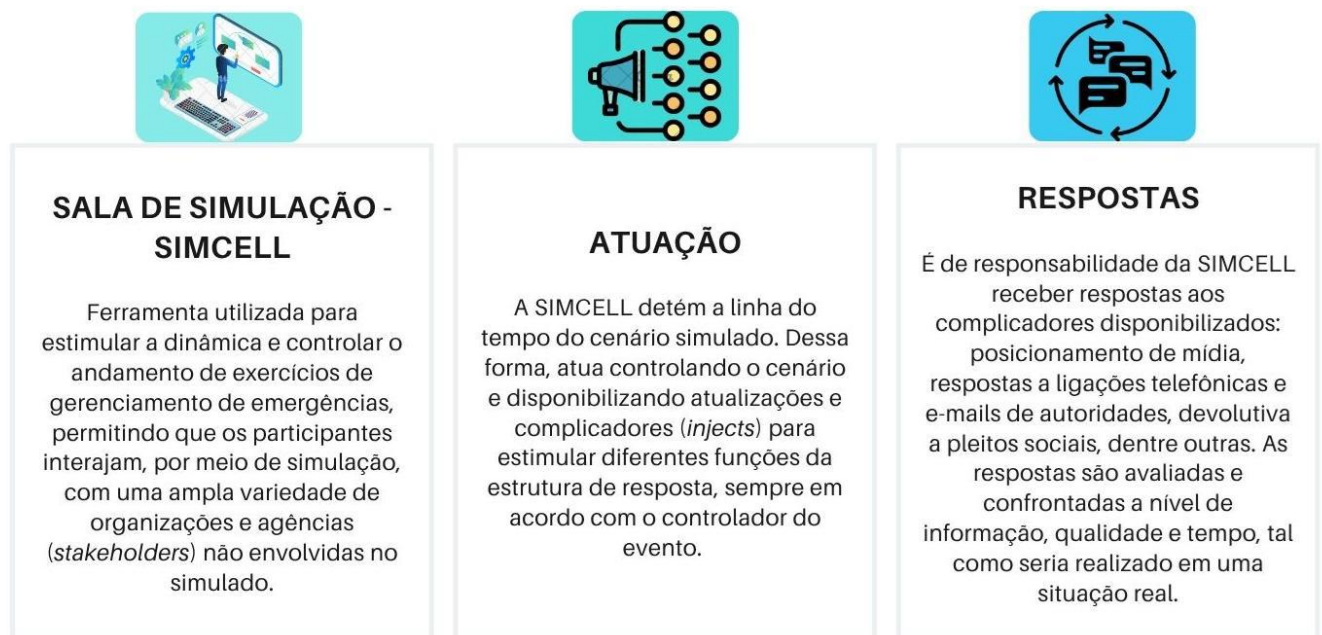 SALA DE SIMULAÇÃO -
SIMCELL
Ferramenta utilizada para
estimular a dinâmica e controlar o
andamento de exercícios de
gerenciamento de emergências,
permitindo que os participantes
interajam, por meio de simulação,
com uma ampla variedade de
organizações e agências
(stakeholders) não envolvidas no
simulado.
ATUAÇÃO
A SIMCELL detém a linha do
tempo do cenário simulado. Dessa
forma, atua controlando o cenário
e disponibilizando atualizações e
complicadores (injects) para
estimular diferentes funções da
estrutura de resposta, sempre em
acordo com o controlador do
evento.
RESPOSTAS
É de responsabilidade da SIMCELL
receber respostas aos
complicadores disponibilizados:
posicionamento de mídia,
respostas a ligações telefônicas e
e-mails de autoridades, devolutiva
a pleitos sociais, dentre outras. As
respostas são avaliadas e
confrontadas a nível de
informação, qualidade e tempo, tal
como seria realizado em uma
situação real.